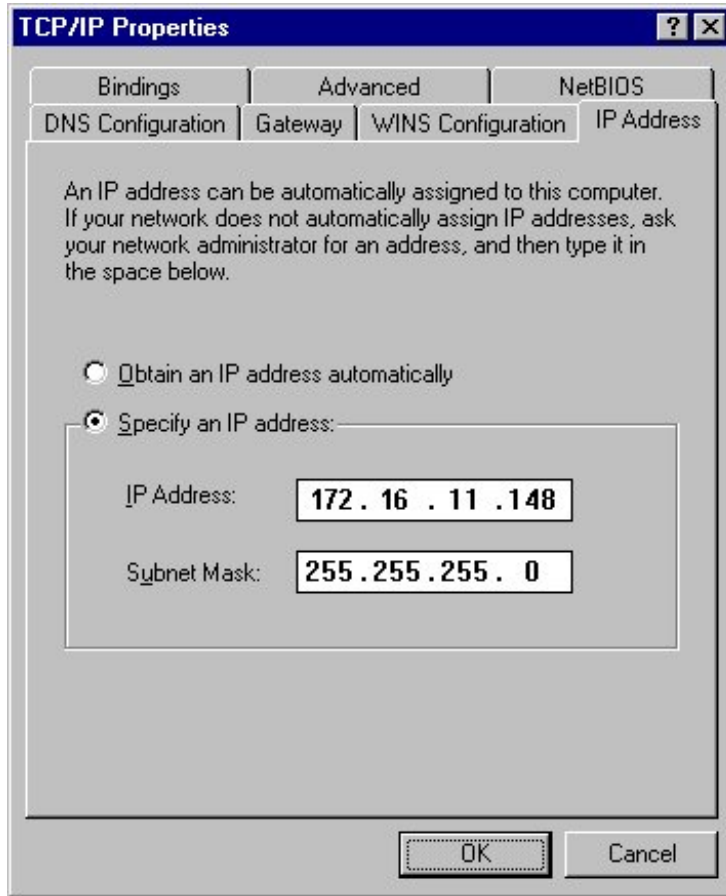 TCP/IP Properties
Bindings Advanced NetBIOS
DNS Configuration Gateway WINS Configuration IP Address
An IP address can be automatically assigned to this computer.
If your network does not automatically assign IP addresses, ask
your network administrator for an address, and then type it in
the space below.
Obtain an IP address automatically
Specify an IP address:
IP Address: 172 . 16 . 11 .148
Subnet Mask: 255 .255 .255 . 0
OK Cancel